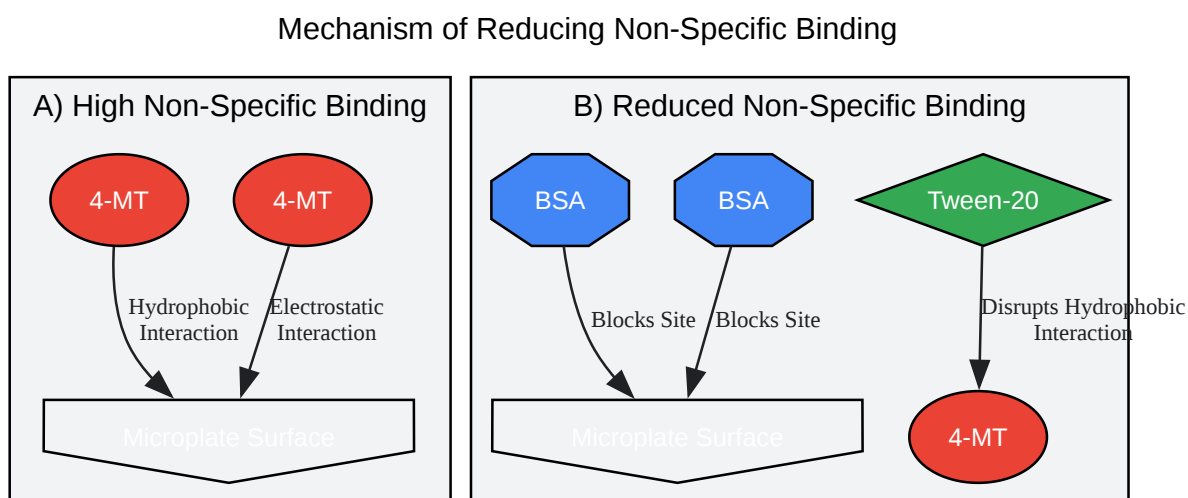 Mechanism of Reducing Non-Specific Binding
A) High Non-Specific Binding
4-MT
4-MT
Hydrophobic
Interaction
Electrostatic
Interaction
Microplate Surface
B) Reduced Non-Specific Binding
BSA
BSA
Tween-20
Blocks Site
Blocks Site
Disrupts Hydrophobic
Interaction
Microplate Surface
4-MT